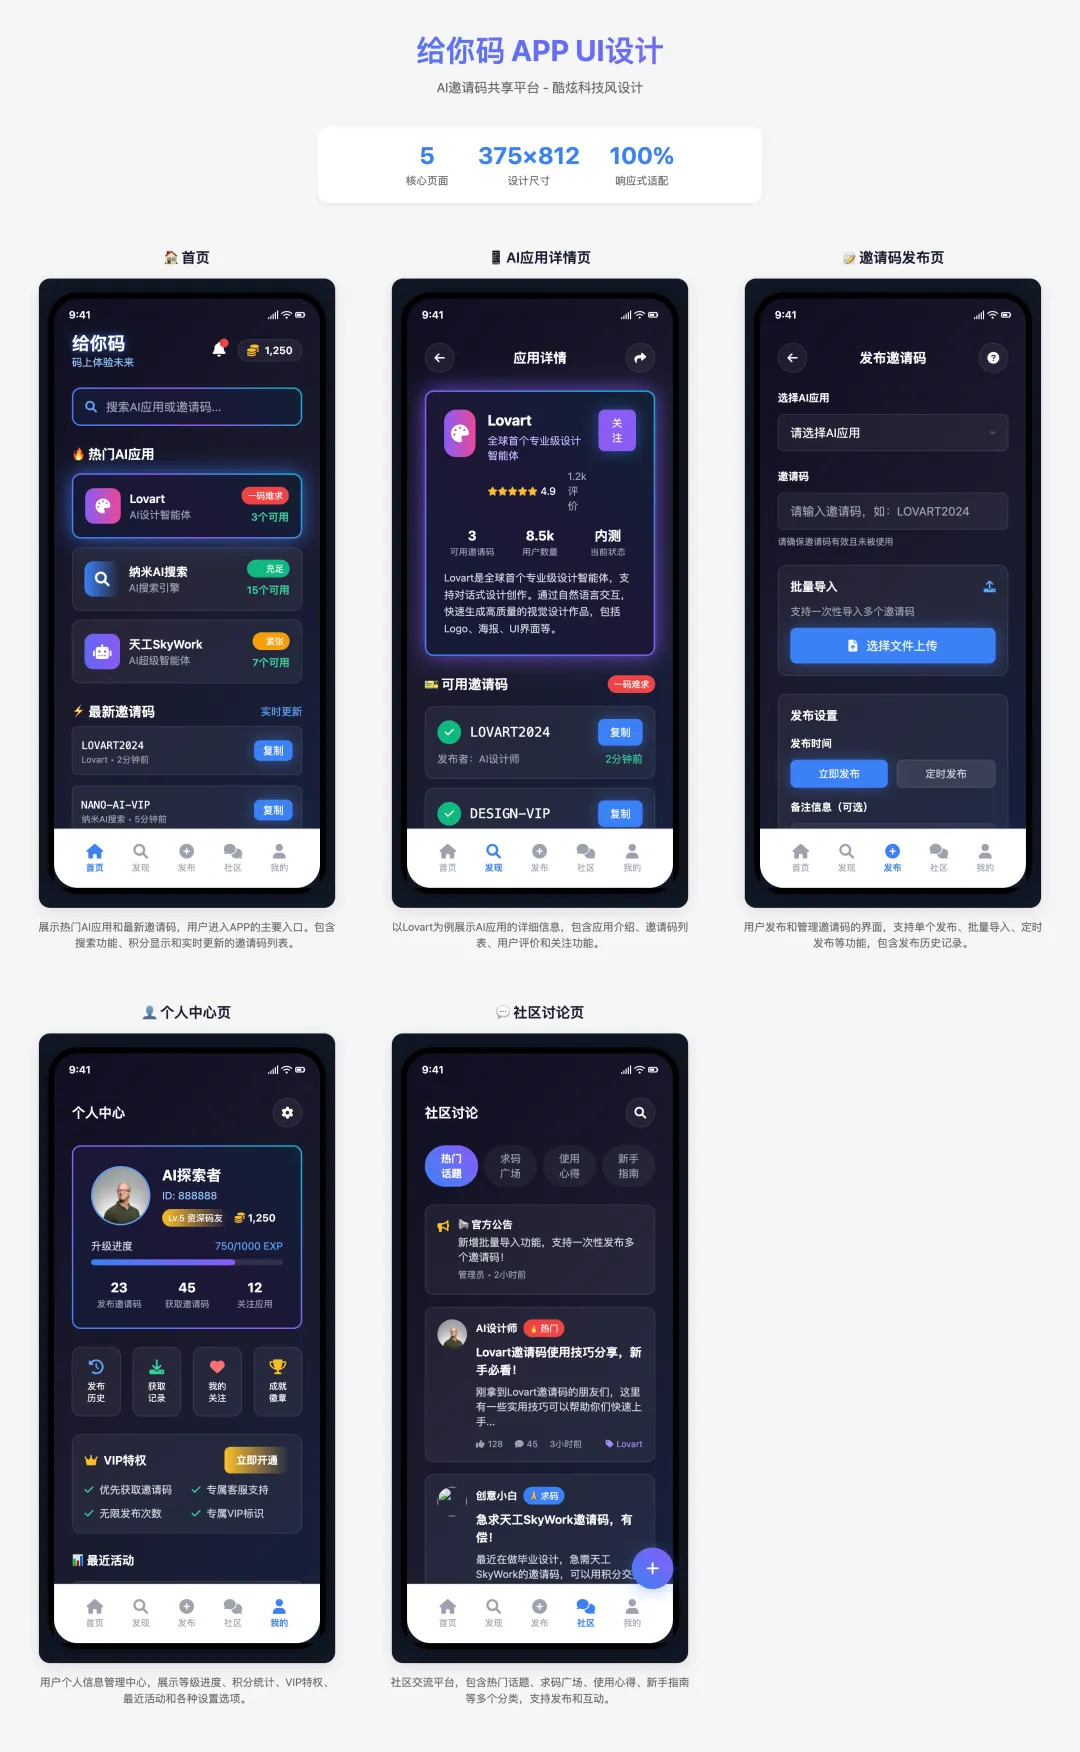 给你码 APP UI设计
AI邀请码共享平台 - 酷炫科技风设计
5
核心页面
375×812
设计尺寸
100%
响应式适配
🏠 首页
9:41
给你码
码上体验未来
1,250
搜索AI应用或邀请码...
🔥 热门AI应用
Lovart
AI设计智能体
一码难求
3个可用
纳米AI搜索
AI搜索引擎
充足
15个可用
天工SkyWork
AI超级智能体
紧张
7个可用
⚡ 最新邀请码
实时更新
LOVART2024
Lovart • 2分钟前
复制
NANO-AI-VIP
纳米AI搜索 • 5分钟前
复制
首页
发现
发布
社区
我的
展示热门AI应用和最新邀请码，用户进入APP的主要入口。包含
搜索功能、积分显示和实时更新的邀请码列表。
📱 AI应用详情页
9:41
应用详情
Lovart
全球首个专业级设计
智能体
关
注
4.9
1.2k
评
价
3
可用邀请码
8.5k
用户数量
内测
当前状态
Lovart是全球首个专业级设计智能体，支
持对话式设计创作。通过自然语言交互，
快速生成高质量的视觉设计作品，包括
Logo、海报、UI界面等。
🎫 可用邀请码
一码难求
LOVART2024
复制
发布者：AI设计师
2分钟前
DESIGN-VIP
复制
首页
发现
发布
社区
我的
以Lovart为例展示AI应用的详细信息，包含应用介绍、邀请码列
表、用户评价和关注功能。
📝 邀请码发布页
9:41
发布邀请码
选择AI应用
请选择AI应用
邀请码
请输入邀请码，如：LOVART2024
请确保邀请码有效且未被使用
批量导入
支持一次性导入多个邀请码
选择文件上传
发布设置
发布时间
立即发布
定时发布
备注信息（可选）
首页
发现
发布
社区
我的
用户发布和管理邀请码的界面，支持单个发布、批量导入、定时
发布等功能，包含发布历史记录。
👤 个人中心页
9:41
个人中心
AI探索者
ID: 888888
Lv.5 资深码友
1,250
升级进度
750/1000 EXP
23
发布邀请码
45
获取邀请码
12
关注应用
发布
历史
获取
记录
我的
关注
成就
徽章
VIP特权
立即开通
优先获取邀请码
专属客服支持
无限发布次数
专属VIP标识
📊 最近活动
首页
发现
发布
社区
我的
用户个人信息管理中心，展示等级进度、积分统计、VIP特权、
最近活动和各种设置选项。
💬 社区讨论页
9:41
社区讨论
热门
话题
求码
广场
使用
心得
新手
指南
📢 官方公告
新增批量导入功能，支持一次性发布多
个邀请码！
管理员 • 2小时前
AI设计师
🔥 热门
Lovart邀请码使用技巧分享，新
手必看！
刚拿到Lovart邀请码的朋友们，这里
有一些实用技巧可以帮助你们快速上
手...
128
45
3小时前
Lovart
创意小白
🙏 求码
急求天工SkyWork邀请码，有
偿！
最近在做毕业设计，急需天工
SkyWork的邀请码，可以用积分交
首页
发现
发布
社区
我的
社区交流平台，包含热门话题、求码广场、使用心得、新手指南
等多个分类，支持发布和互动。